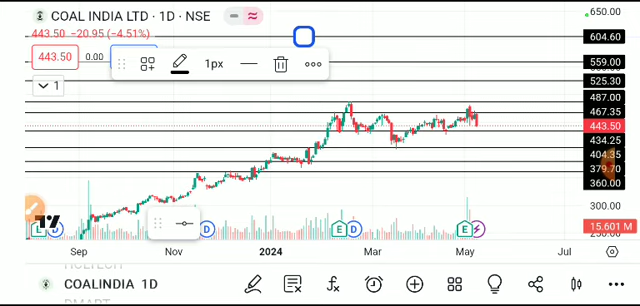 COAL INDIA LTD · 1D · NSE
443.50 −20.95 (−4.51%)
443.50 0.00
1px
1
650.00
604.60
559.00
525.30
487.00
467.35
443.50
434.25
404.35
379.70
360.00
300.00
15.601 M
Sep Nov 2024 Mar May Jul
D D E D E
COALINDIA 1D